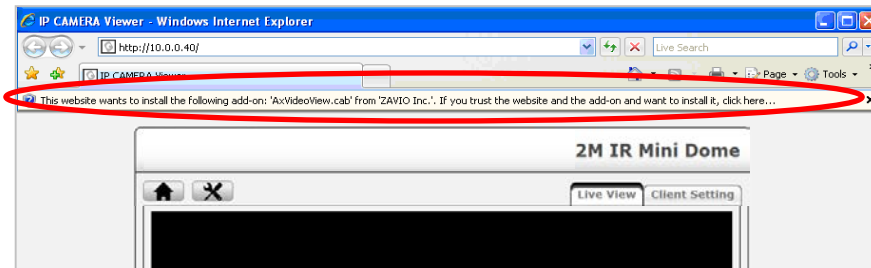 IP CAMERA Viewer - Windows Internet Explorer
http://10.0.0.40/
Live Search
IP CAMERA Viewer
Page
Tools
This website wants to install the following add-on: 'AxVideoView.cab' from 'ZAVIO Inc.'. If you trust the website and the add-on and want to install it, click here...
2M IR Mini Dome
Live View
Client Setting